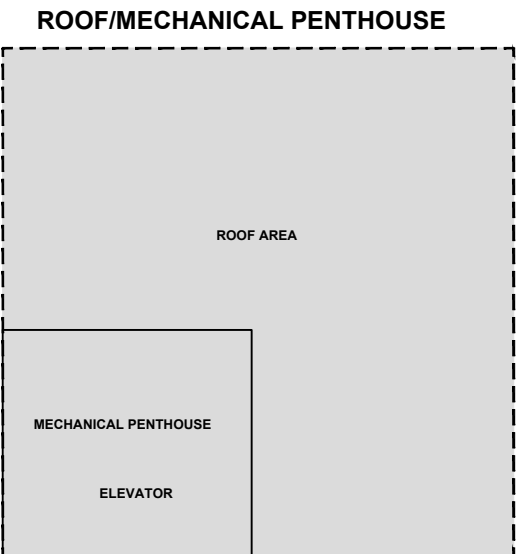 ROOF/MECHANICAL PENTHOUSE
ROOF AREA
MECHANICAL PENTHOUSE
ELEVATOR